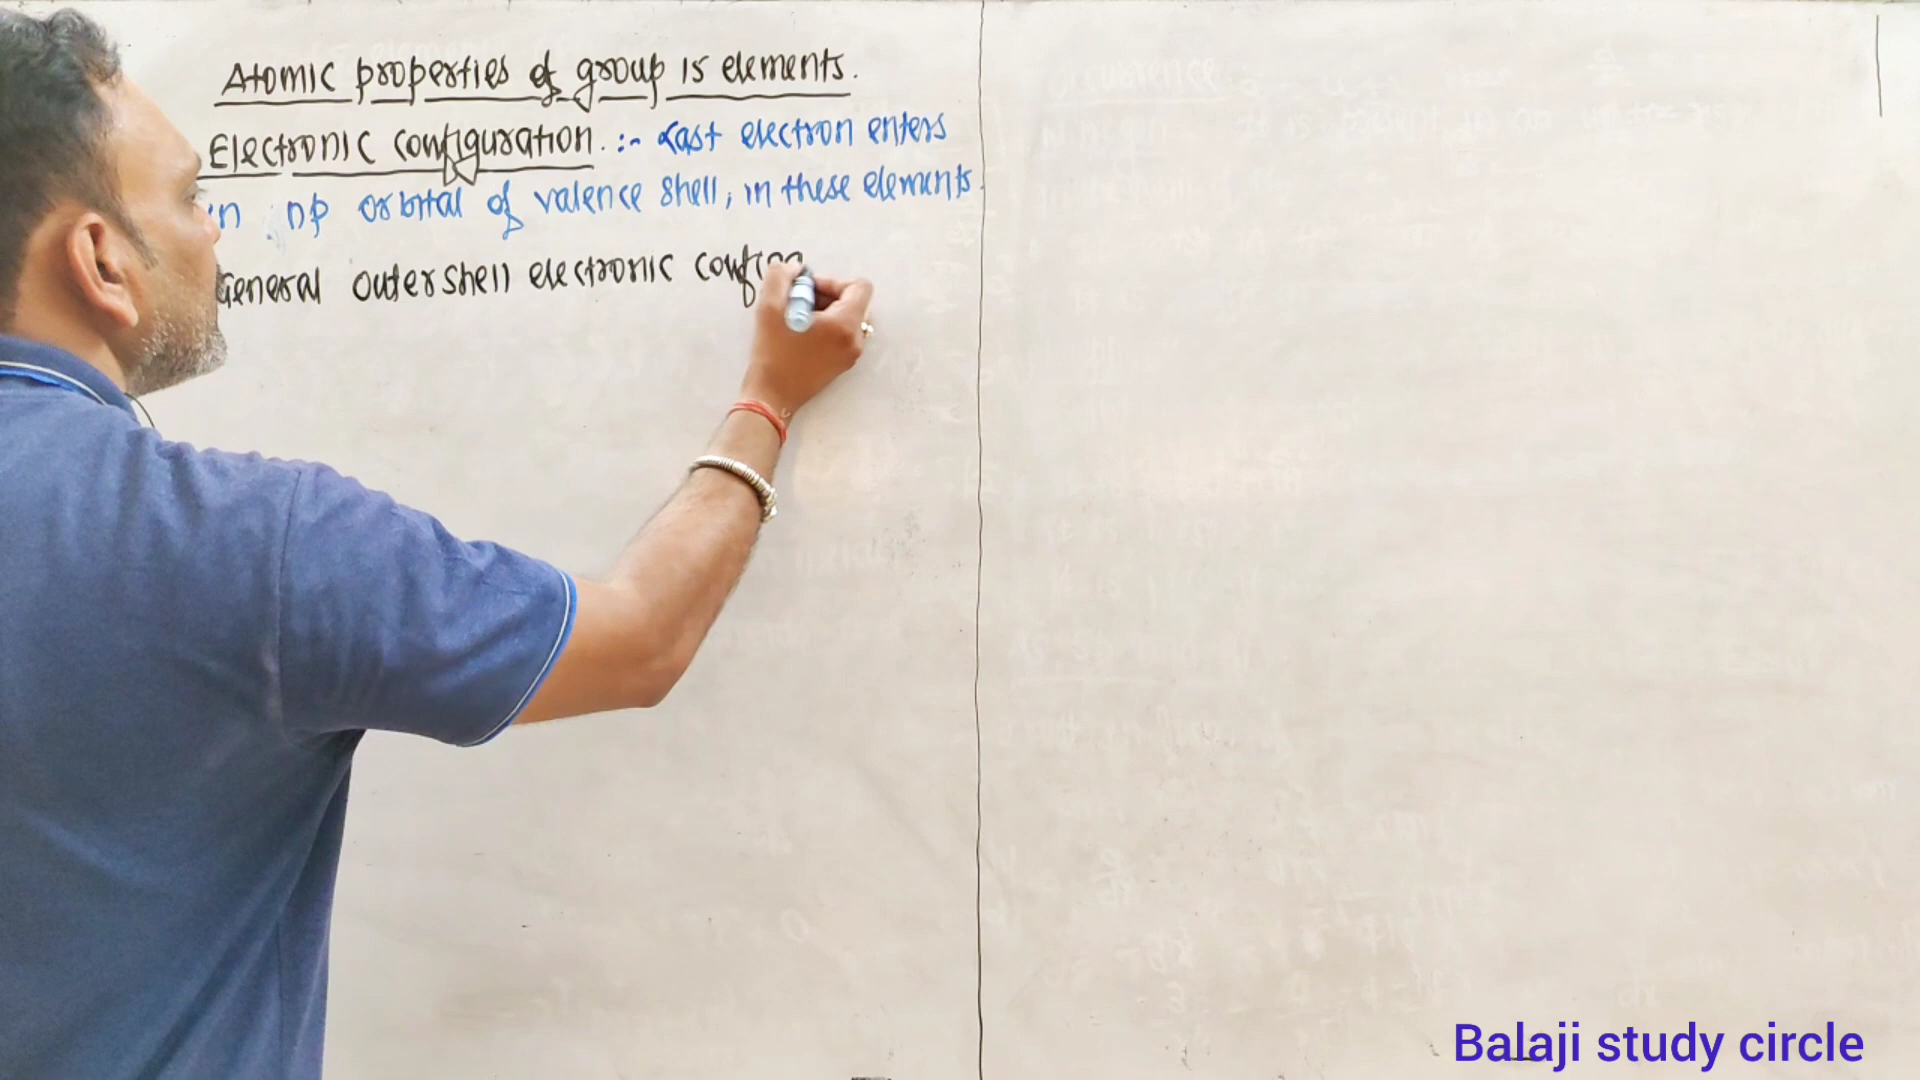 Atomic properties of group 15 elements.
Electronic configuration :- Last electron enters
in np orbital of valence shell, in these elements.
General outer shell electronic
Balaji study circle